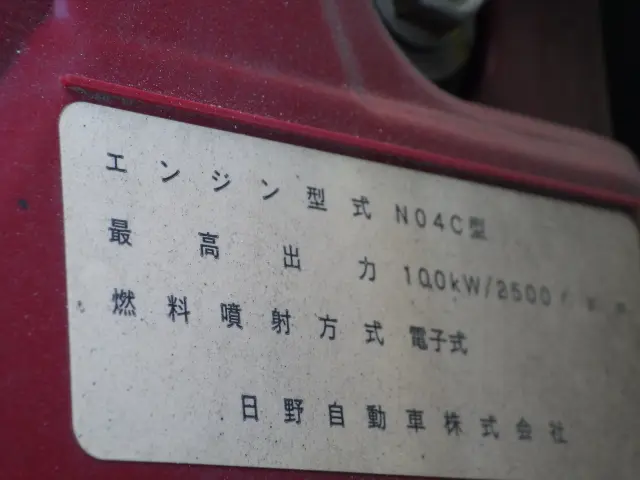 エンジン型式 N04C型
最高出力 100kW/2500r
燃料噴射方式 電子式
日野自動車株式会社